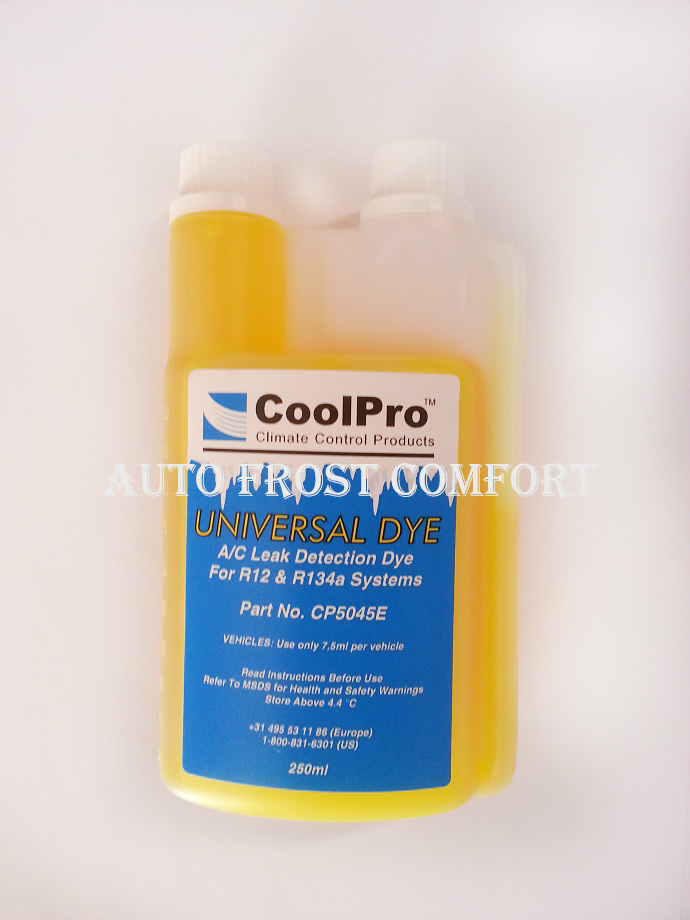 CoolPro™
Climate Control Products
AUTO FROST COMFORT
UNIVERSAL DYE
A/C Leak Detection Dye
For R12 & R134a Systems
Part No. CP5045E
VEHICLES: Use only 7,5ml per vehicle
Read Instructions Before Use
Refer To MSDS for Health and Safety Warnings
Store Above 4.4 °C
+31 495 53 11 86 (Europe)
1-800-831-6301 (US)
250ml